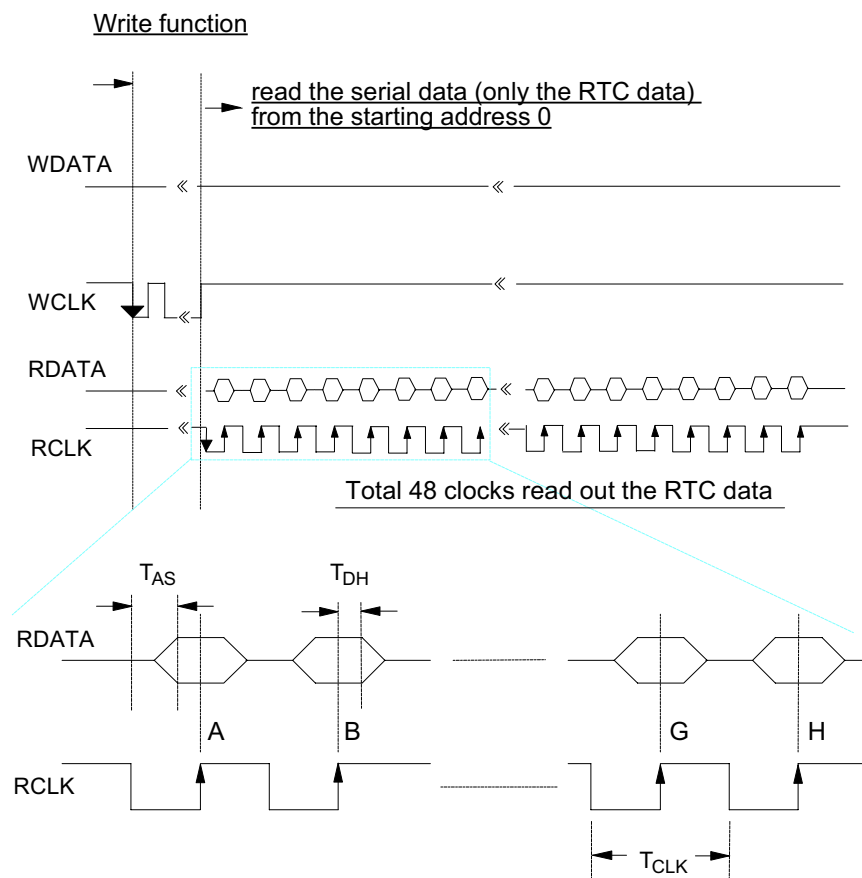 Write function
read the serial data (only the RTC data)
from the starting address 0
WDATA
WCLK
RDATA
RCLK
Total 48 clocks read out the RTC data
TAS
TDH
RDATA
A
B
G
H
RCLK
TCLK